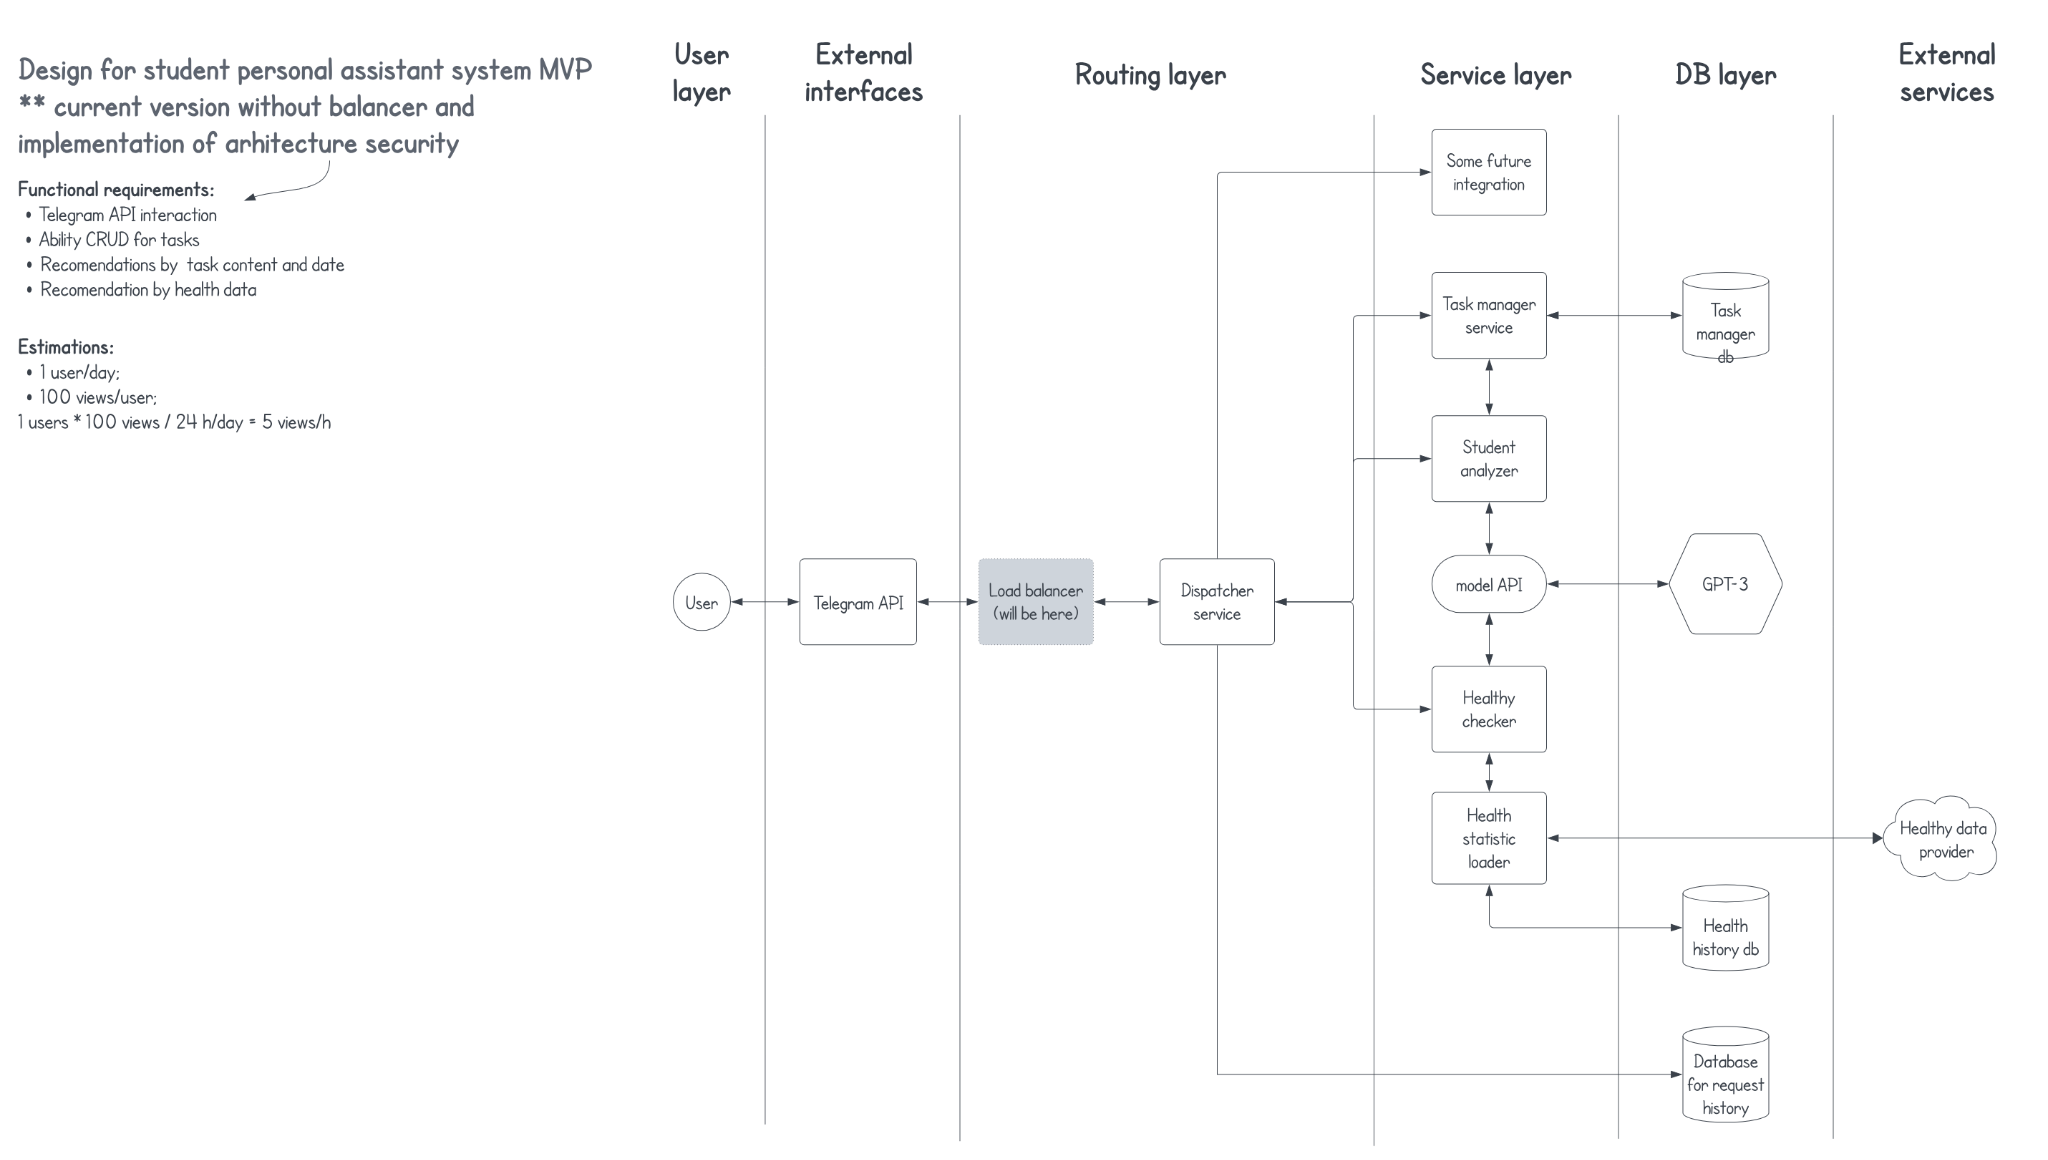 Design for student personal assistant system MVP
** current version without balancer and
implementation of arhitecture security
Functional requirements:
• Telegram API interaction
• Ability CRUD for tasks
• Recomendations by task content and date
• Recomendation by health data
Estimations:
• 1 user/day;
• 100 views/user;
1 users * 100 views / 24 h/day = 5 views/h
User
layer
External
interfaces
Routing layer
Service layer
DB layer
External
services
Some future
integration
Task manager
service
Task
manager
db
Student
analyzer
User
Telegram API
Load balancer
(will be here)
Dispatcher
service
model API
GPT-3
Healthy
checker
Health
statistic
loader
Healthy data
provider
Health
history db
Database
for request
history